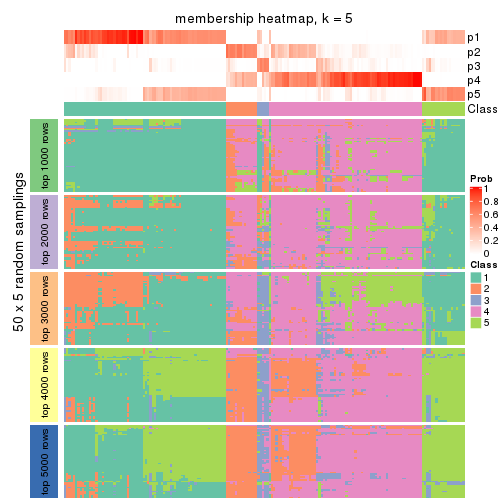 membership heatmap, k = 5
p1
p2
p3
p4
p5
Class
50 x 5 random samplings
top 1000 rows
top 2000 rows
top 3000 rows
top 4000 rows
top 5000 rows
Prob
1
0.8
0.6
0.4
0.2
0
Class
1
2
3
4
5